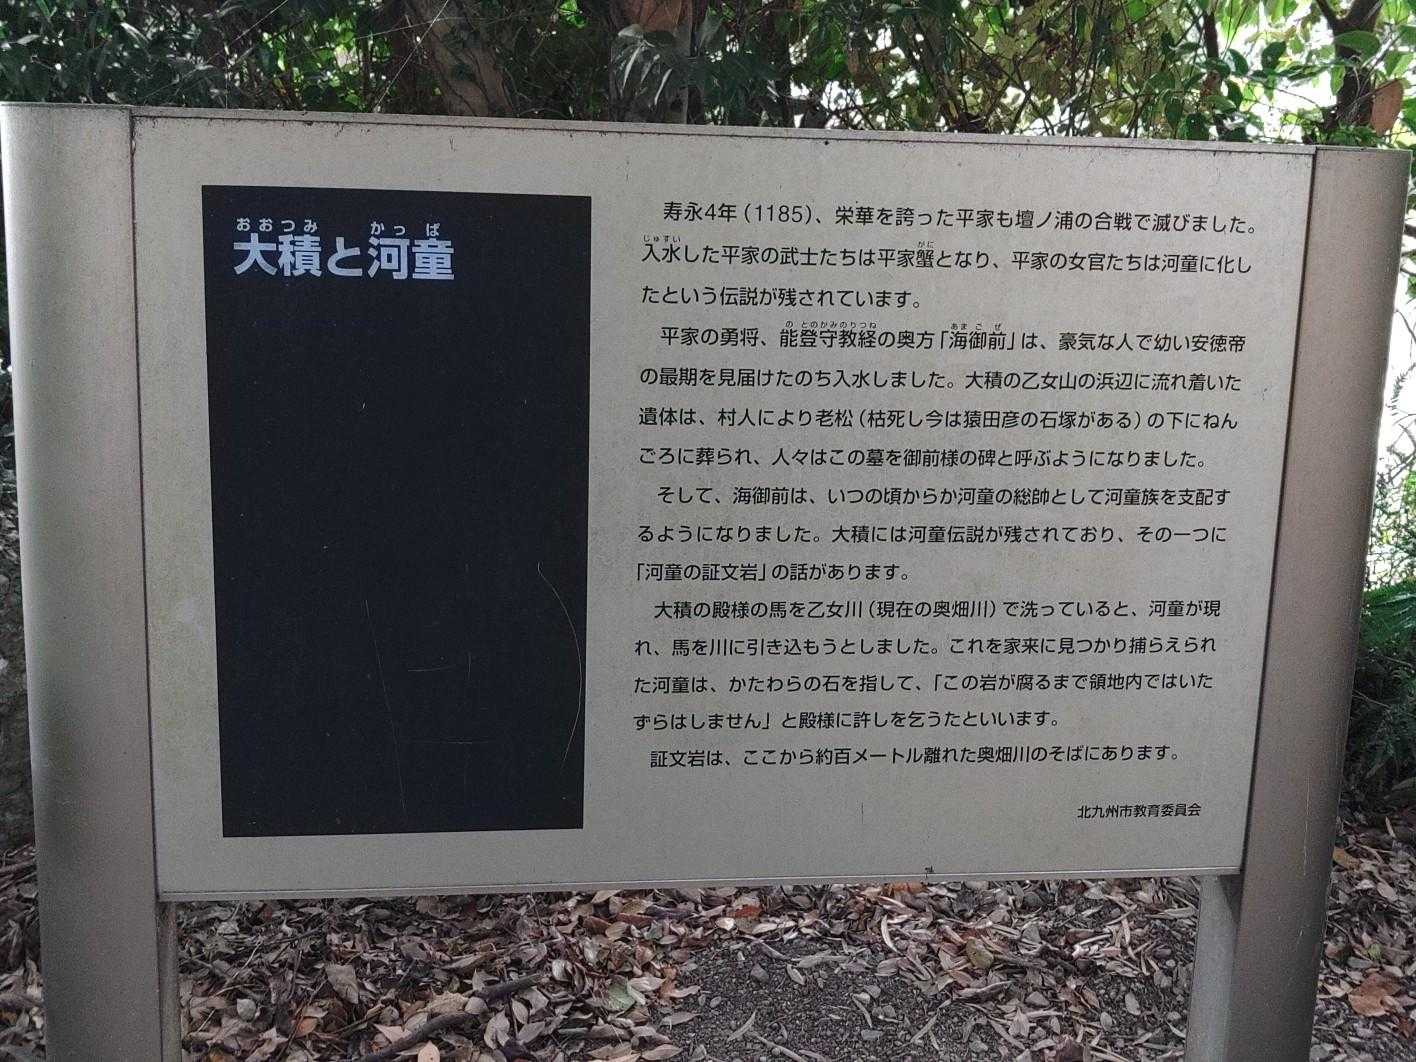 おおつみ かっぱ
大積と河童
寿永4年(1185)、栄華を誇った平家も壇ノ浦の合戦で滅びました。
じゅすい がに
入水した平家の武士たちは平家蟹となり、平家の女官たちは河童に化し
たという伝説が残されています。
の とのかみのりつね あまごぜ
平家の勇将、能登守教経の奥方「海御前」は、豪気な人で幼い安徳帝
の最期を見届けたのち入水しました。大積の乙女山の浜辺に流れ着いた
遺体は、村人により老松(枯死し今は猿田彦の石塚がある)の下にねん
ごろに葬られ、人々はこの墓を御前様の碑と呼ぶようになりました。
そして、海御前は、いつの頃からか河童の総帥として河童族を支配す
るようになりました。大積には河童伝説が残されており、その一つに
「河童の証文岩」の話があります。
大積の殿様の馬を乙女川(現在の奥畑川)で洗っていると、河童が現
れ、馬を川に引き込もうとしました。これを家来に見つかり捕らえられ
た河童は、かたわらの石を指して、「この岩が腐るまで領地内ではいた
ずらはしません」と殿様に許しを乞うたといいます。
証文岩は、ここから約百メートル離れた奥畑川のそばにあります。
北九州市教育委員会